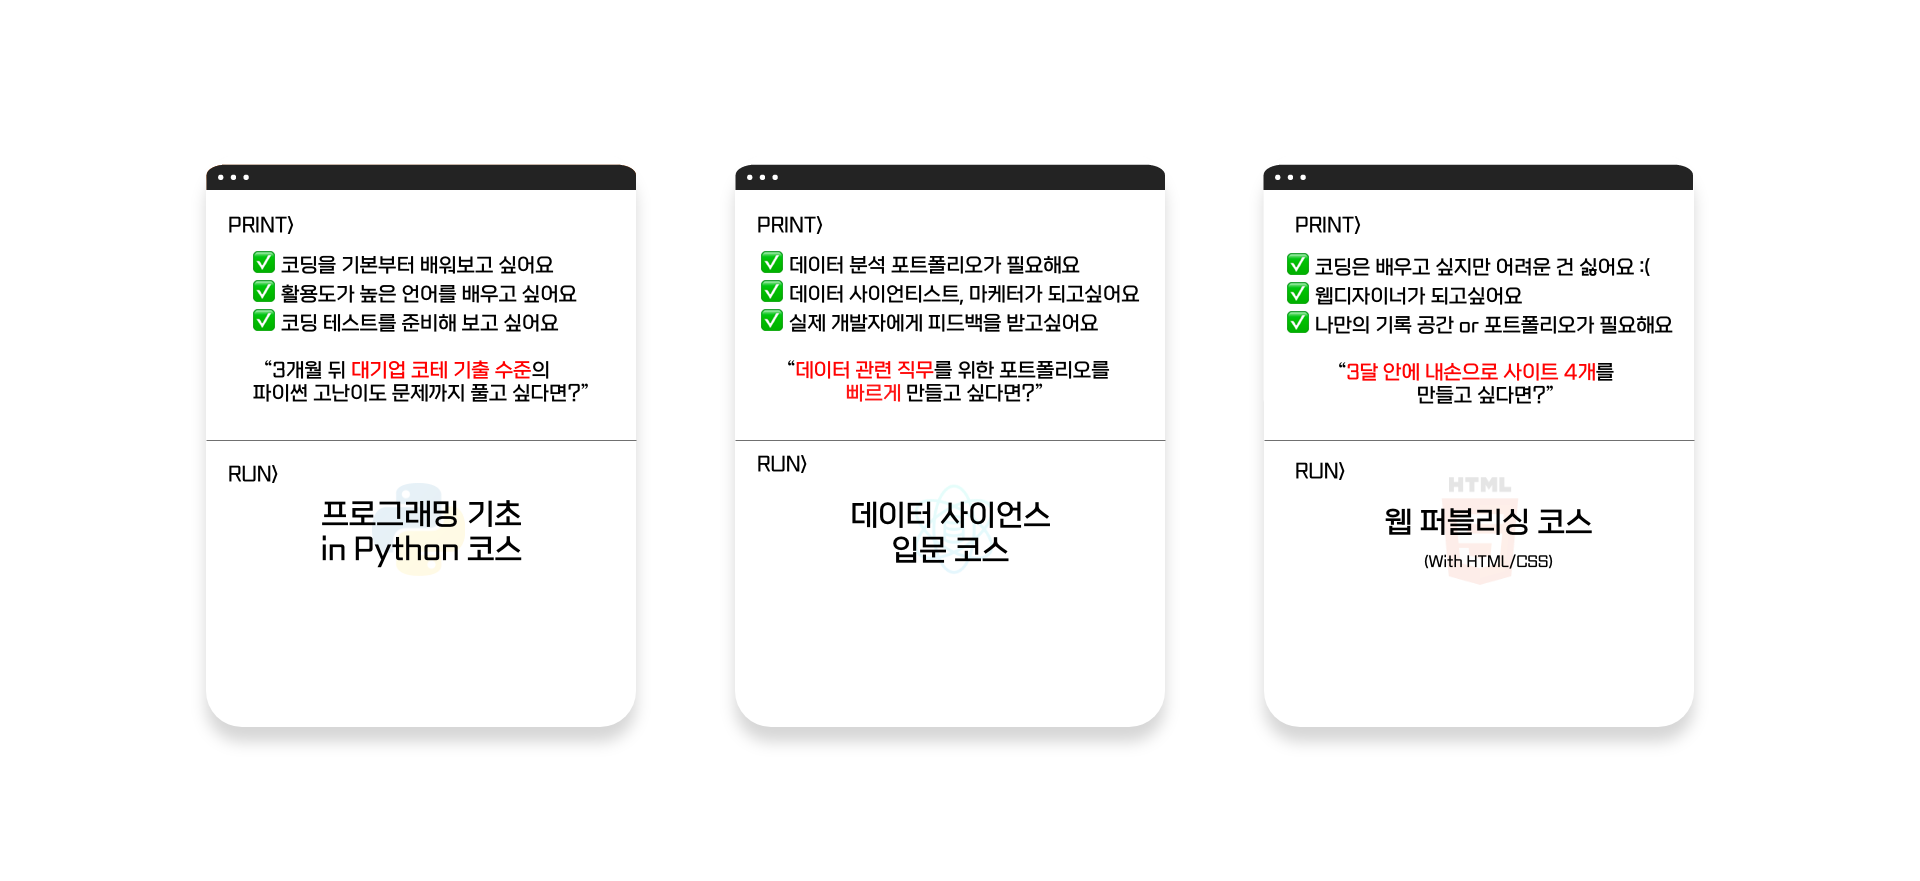 PRINT〉
✅ 코딩을 기본부터 배워보고 싶어요
✅ 활용도가 높은 언어를 배우고 싶어요
✅ 코딩 테스트를 준비해 보고 싶어요
“3개월 뒤 대기업 코테 기출 수준의
파이썬 고난이도 문제까지 풀고 싶다면?”
RUN〉
프로그래밍 기초
in Python 코스
PRINT〉
✅ 데이터 분석 포트폴리오가 필요해요
✅ 데이터 사이언티스트, 마케터가 되고싶어요
✅ 실제 개발자에게 피드백을 받고싶어요
“데이터 관련 직무를 위한 포트폴리오를
빠르게 만들고 싶다면?”
RUN〉
데이터 사이언스
입문 코스
PRINT〉
✅ 코딩은 배우고 싶지만 어려운 건 싫어요 :(
✅ 웹디자이너가 되고싶어요
✅ 나만의 기록 공간 or 포트폴리오가 필요해요
“3달 안에 내손으로 사이트 4개를
만들고 싶다면?”
RUN〉
HTML
웹 퍼블리싱 코스
(With HTML/CSS)